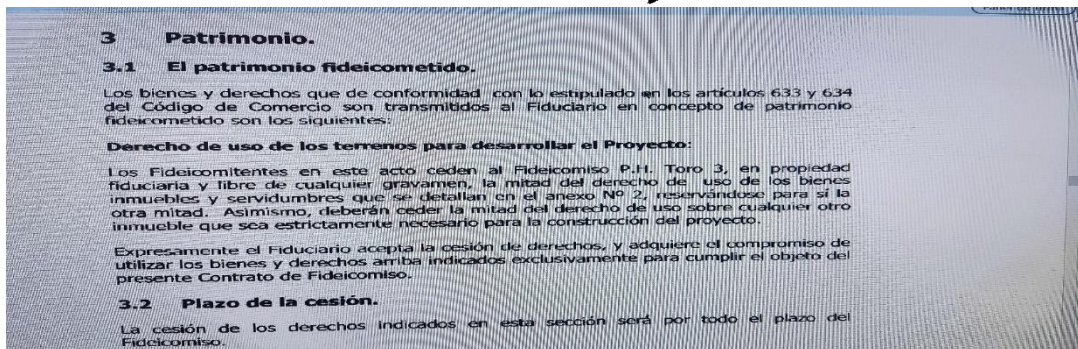 3 Patrimonio.
3.1 El patrimonio fideicometido.
Los bienes y derechos que de conformidad con lo estipulado en los artículos 633 y 634
del Código de Comercio son transmitidos al Fiduciario en concepto de patrimonio
fideicometido son los siguientes:
Derecho de uso de los terrenos para desarrollar el Proyecto:
Los Fideicomitentes en este acto ceden al Fideicomiso P.H. Toro 3, en propiedad
fiduciaria y libre de cualquier gravamen, la mitad del derecho de uso de los bienes
inmuebles y servidumbres que se detallan en el anexo Nº 2, reservándose para sí la
otra mitad. Asimismo, deberán ceder la mitad del derecho de uso sobre cualquier otro
inmueble que sea estrictamente necesario para la construcción del proyecto.
Expresamente el Fiduciario acepta la cesión de derechos, y adquiere el compromiso de
utilizar los bienes y derechos arriba indicados exclusivamente para cumplir el objeto del
presente Contrato de Fideicomiso.
3.2 Plazo de la cesión.
La cesión de los derechos indicados en esta sección será por todo el plazo del
Fideicomiso.